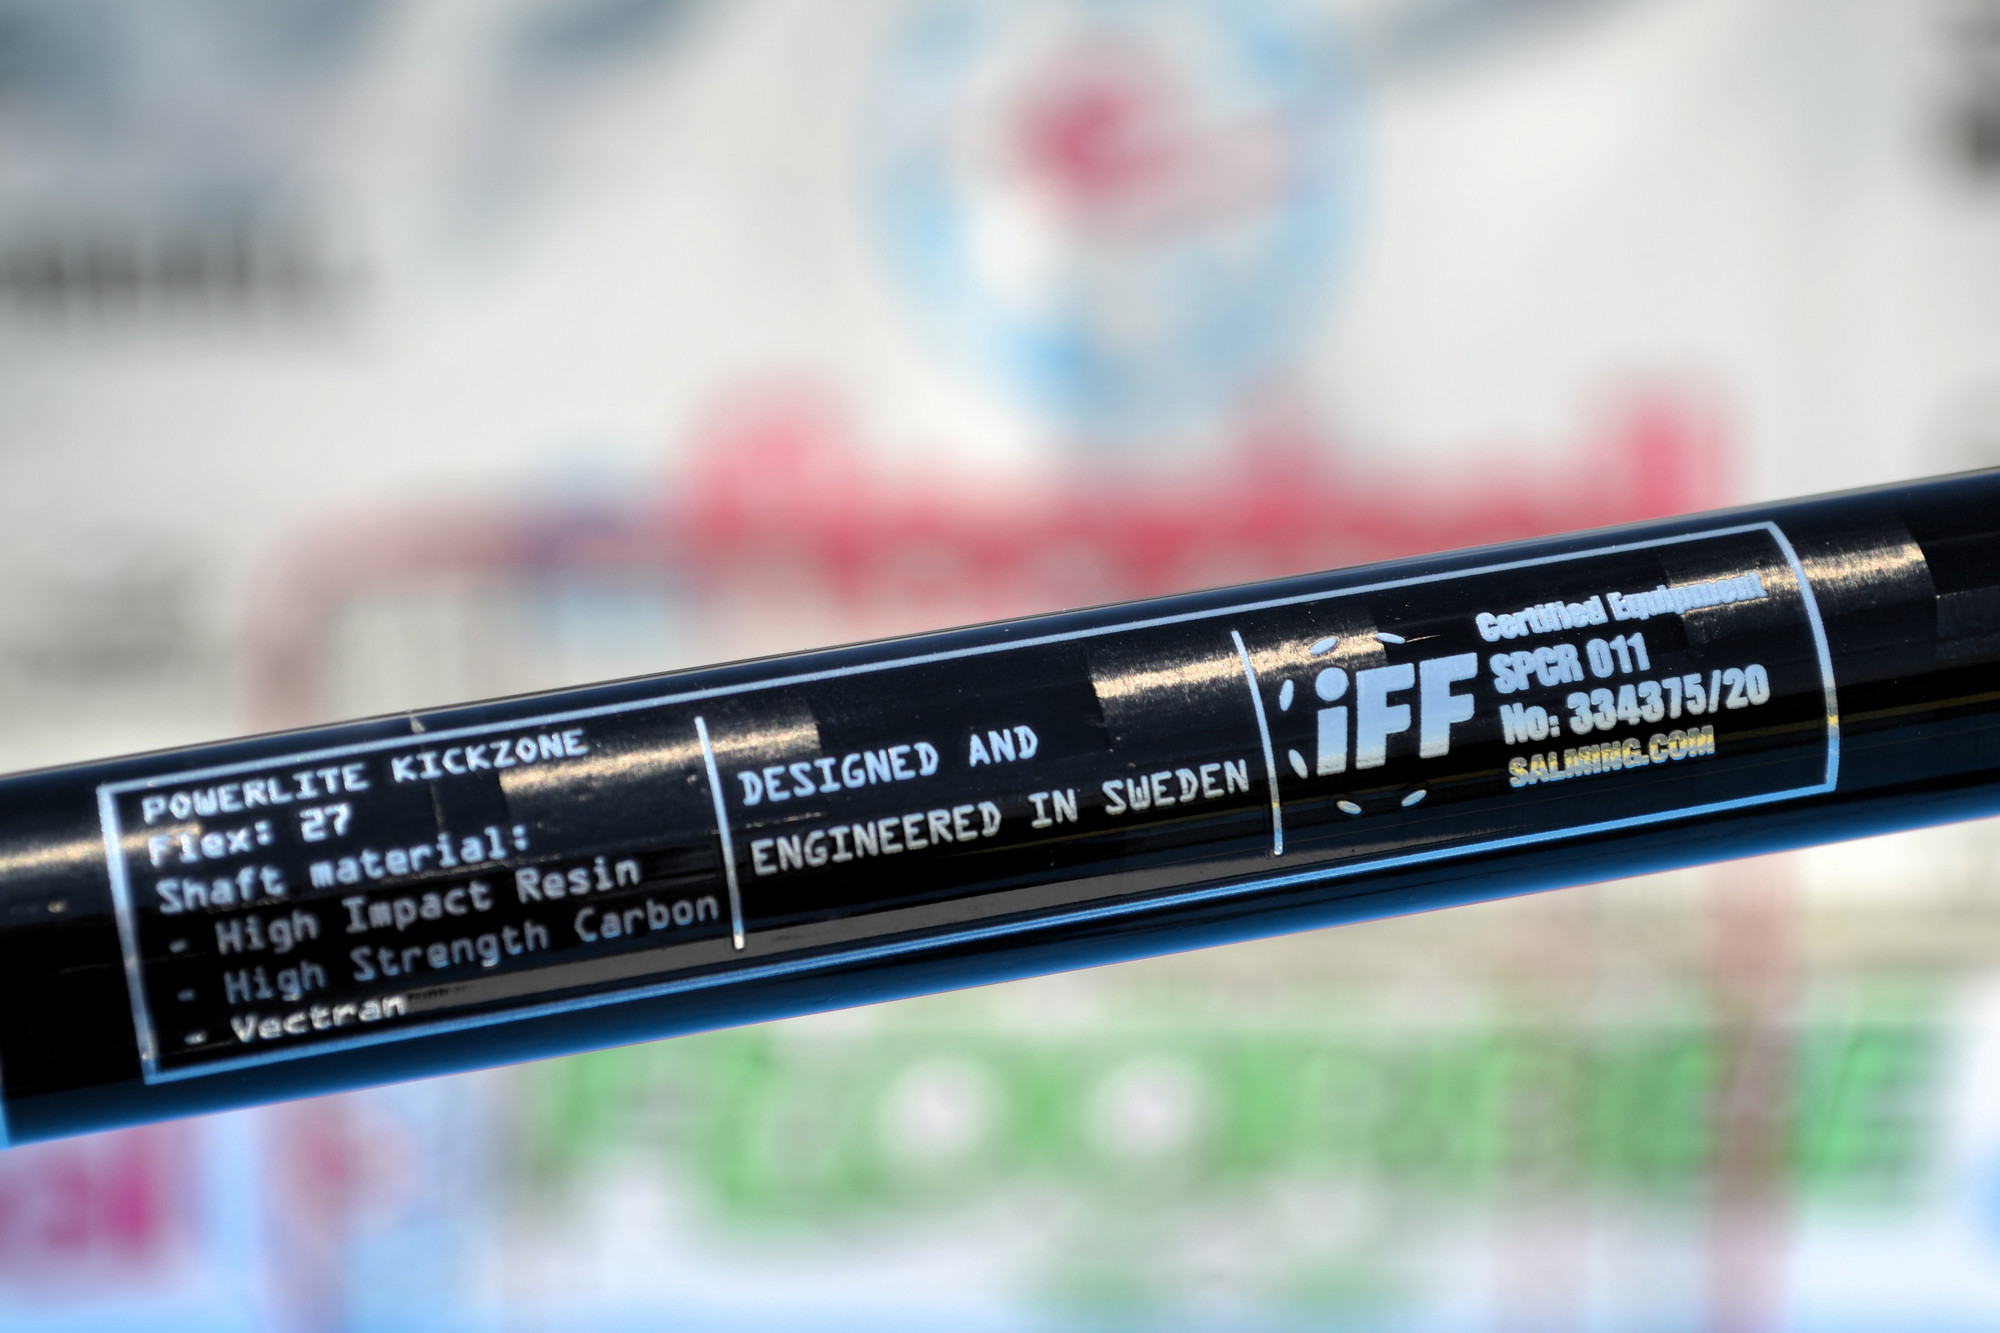 POWERLITE KICKZONE
Flex: 27
Shaft material:
- High Impact Resin
- High Strength Carbon
- Vectran
DESIGNED AND
ENGINEERED IN SWEDEN
iFF
Certified Equipment
SPCR 011
No: 334375/20
SALMING.COM